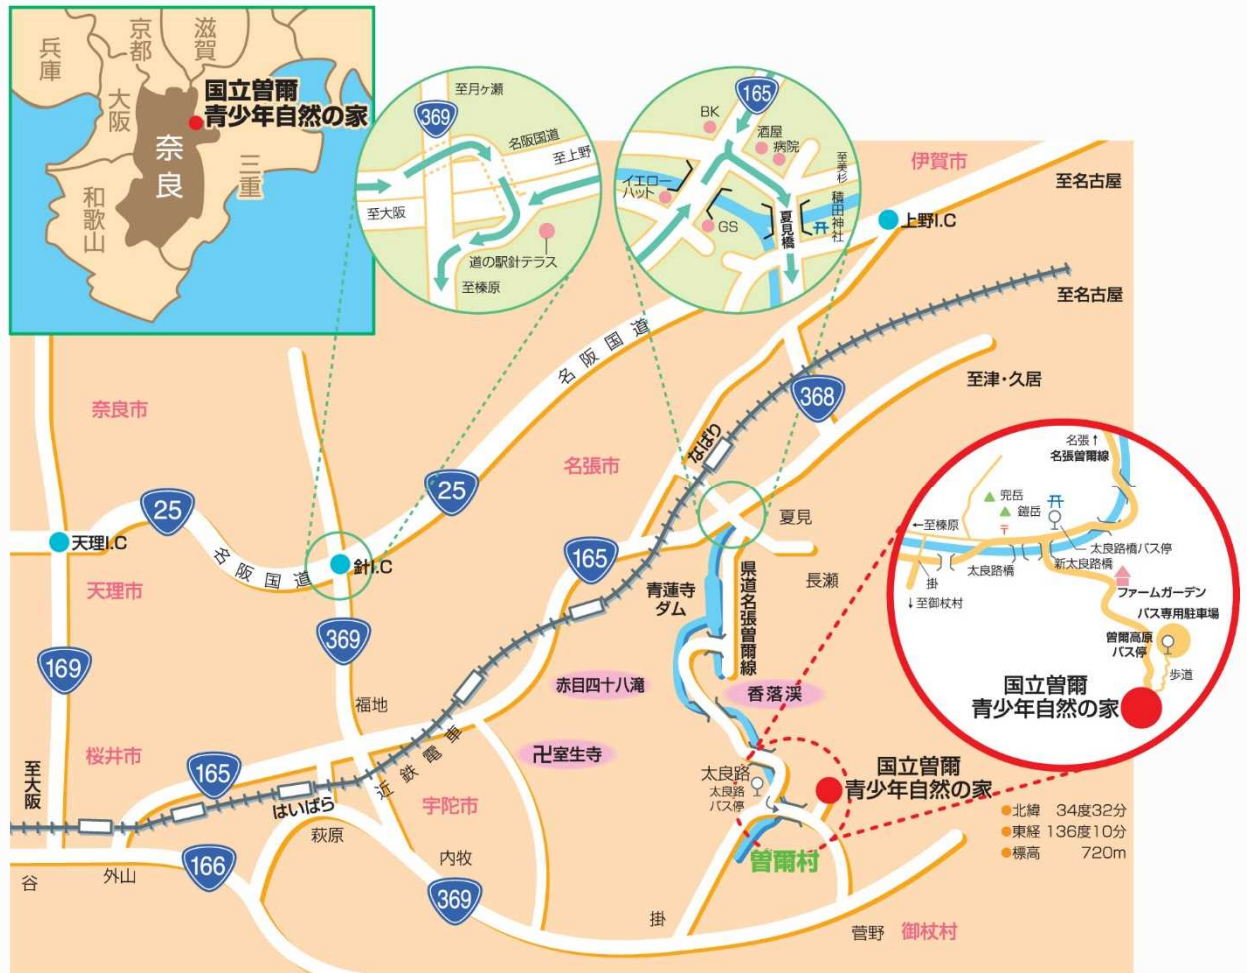 兵庫
京都
滋賀
大阪
奈良
和歌山
三重
国立曽爾
青少年自然の家
369
至月ヶ瀬
名阪国道
至上野
至大阪
道の駅針テラス
至榛原
165
BK
酒屋
病院
至美杉
イエロー
ハット
GS
夏見橋
積田神社
伊賀市
至名古屋
上野I.C
至名古屋
名阪国道
至津・久居
368
奈良市
名張市
なばり
25
25
夏見
天理I.C
名阪国道
針I.C
165
天理市
青蓮寺
ダム
県道名張曽爾線
長瀬
369
169
赤目四十八滝
香落渓
福地
桜井市
卍室生寺
近鉄電車
165
至大阪
はいばら
宇陀市
太良路
太良路
バス停
国立曽爾
青少年自然の家
北緯 34度32分
東経 136度10分
標高 720m
萩原
曽爾村
166
内牧
谷
外山
369
掛
菅野
御杖村
名張↑
名張曽爾線
兜岳
鎧岳
←至榛原
〒
太良路橋バス停
掛
太良路橋
新太良路橋
↓至御杖村
ファームガーデン
バス専用駐車場
曽爾高原
バス停
歩道
国立曽爾
青少年自然の家